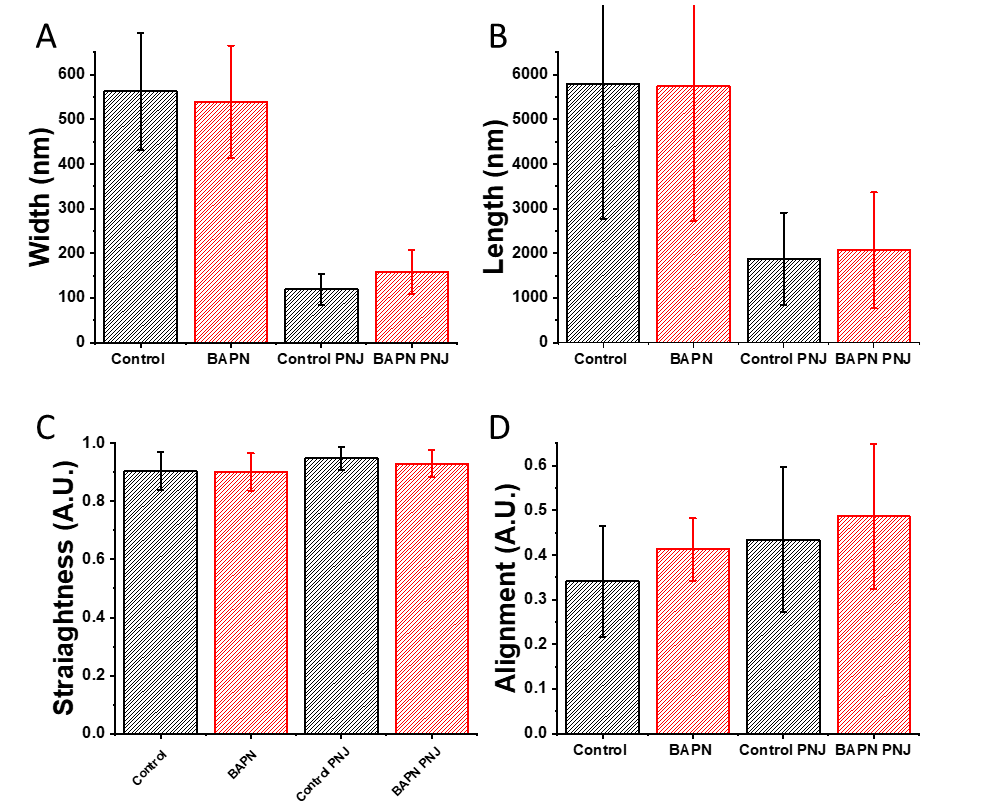 A
Width (nm)
600
500
400
300
200
100
0
Control BAPN Control PNJ BAPN PNJ
B
Length (nm)
6000
5000
4000
3000
2000
1000
0
Control BAPN Control PNJ BAPN PNJ
C
Straiaghtness (A.U.)
1.0
0.8
0.6
0.4
0.2
0.0
Control BAPN Control PNJ BAPN PNJ
D
Alignment (A.U.)
0.6
0.5
0.4
0.3
0.2
0.1
0.0
Control BAPN Control PNJ BAPN PNJ